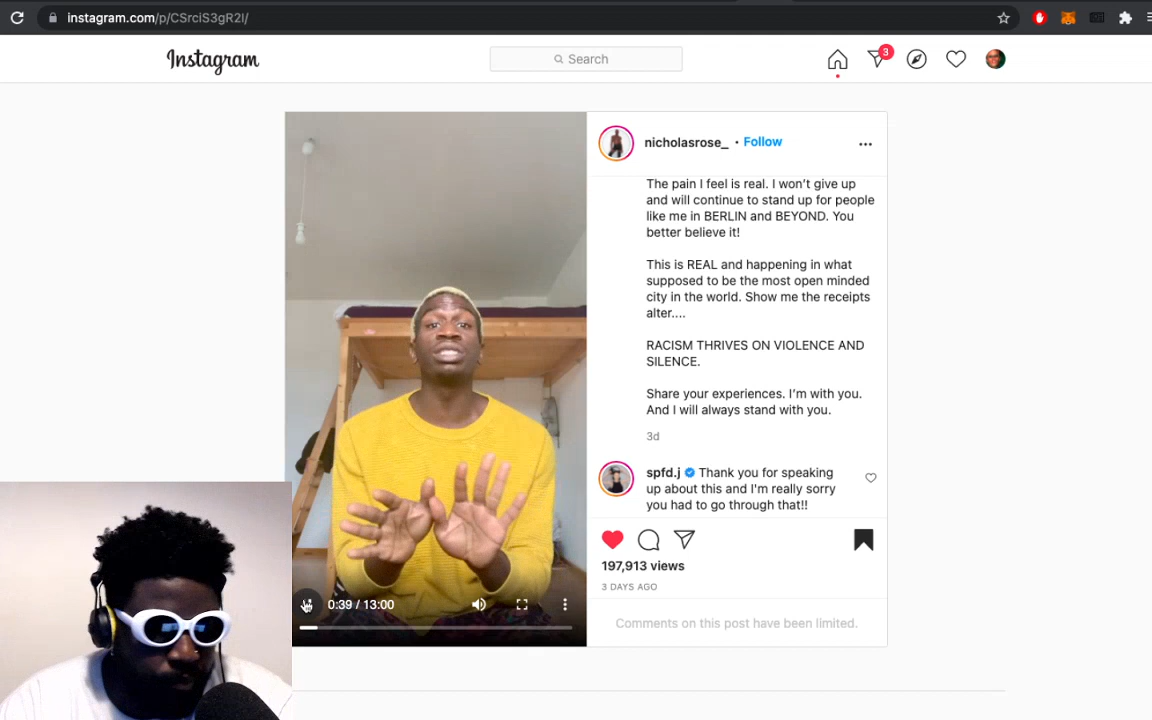 instagram.com/p/CSrciS3gR2l/
Instagram
Search
3
nicholasrose_ • Follow
The pain I feel is real. I won't give up
and will continue to stand up for people
like me in BERLIN and BEYOND. You
better believe it!
This is REAL and happening in what
supposed to be the most open minded
city in the world. Show me the receipts
alter....
RACISM THRIVES ON VIOLENCE AND
SILENCE.
Share your experiences. I'm with you.
And I will always stand with you.
3d
spfd.j Thank you for speaking
up about this and I'm really sorry
you had to go through that!!
0:39 / 13:00
197,913 views
3 DAYS AGO
Comments on this post have been limited.